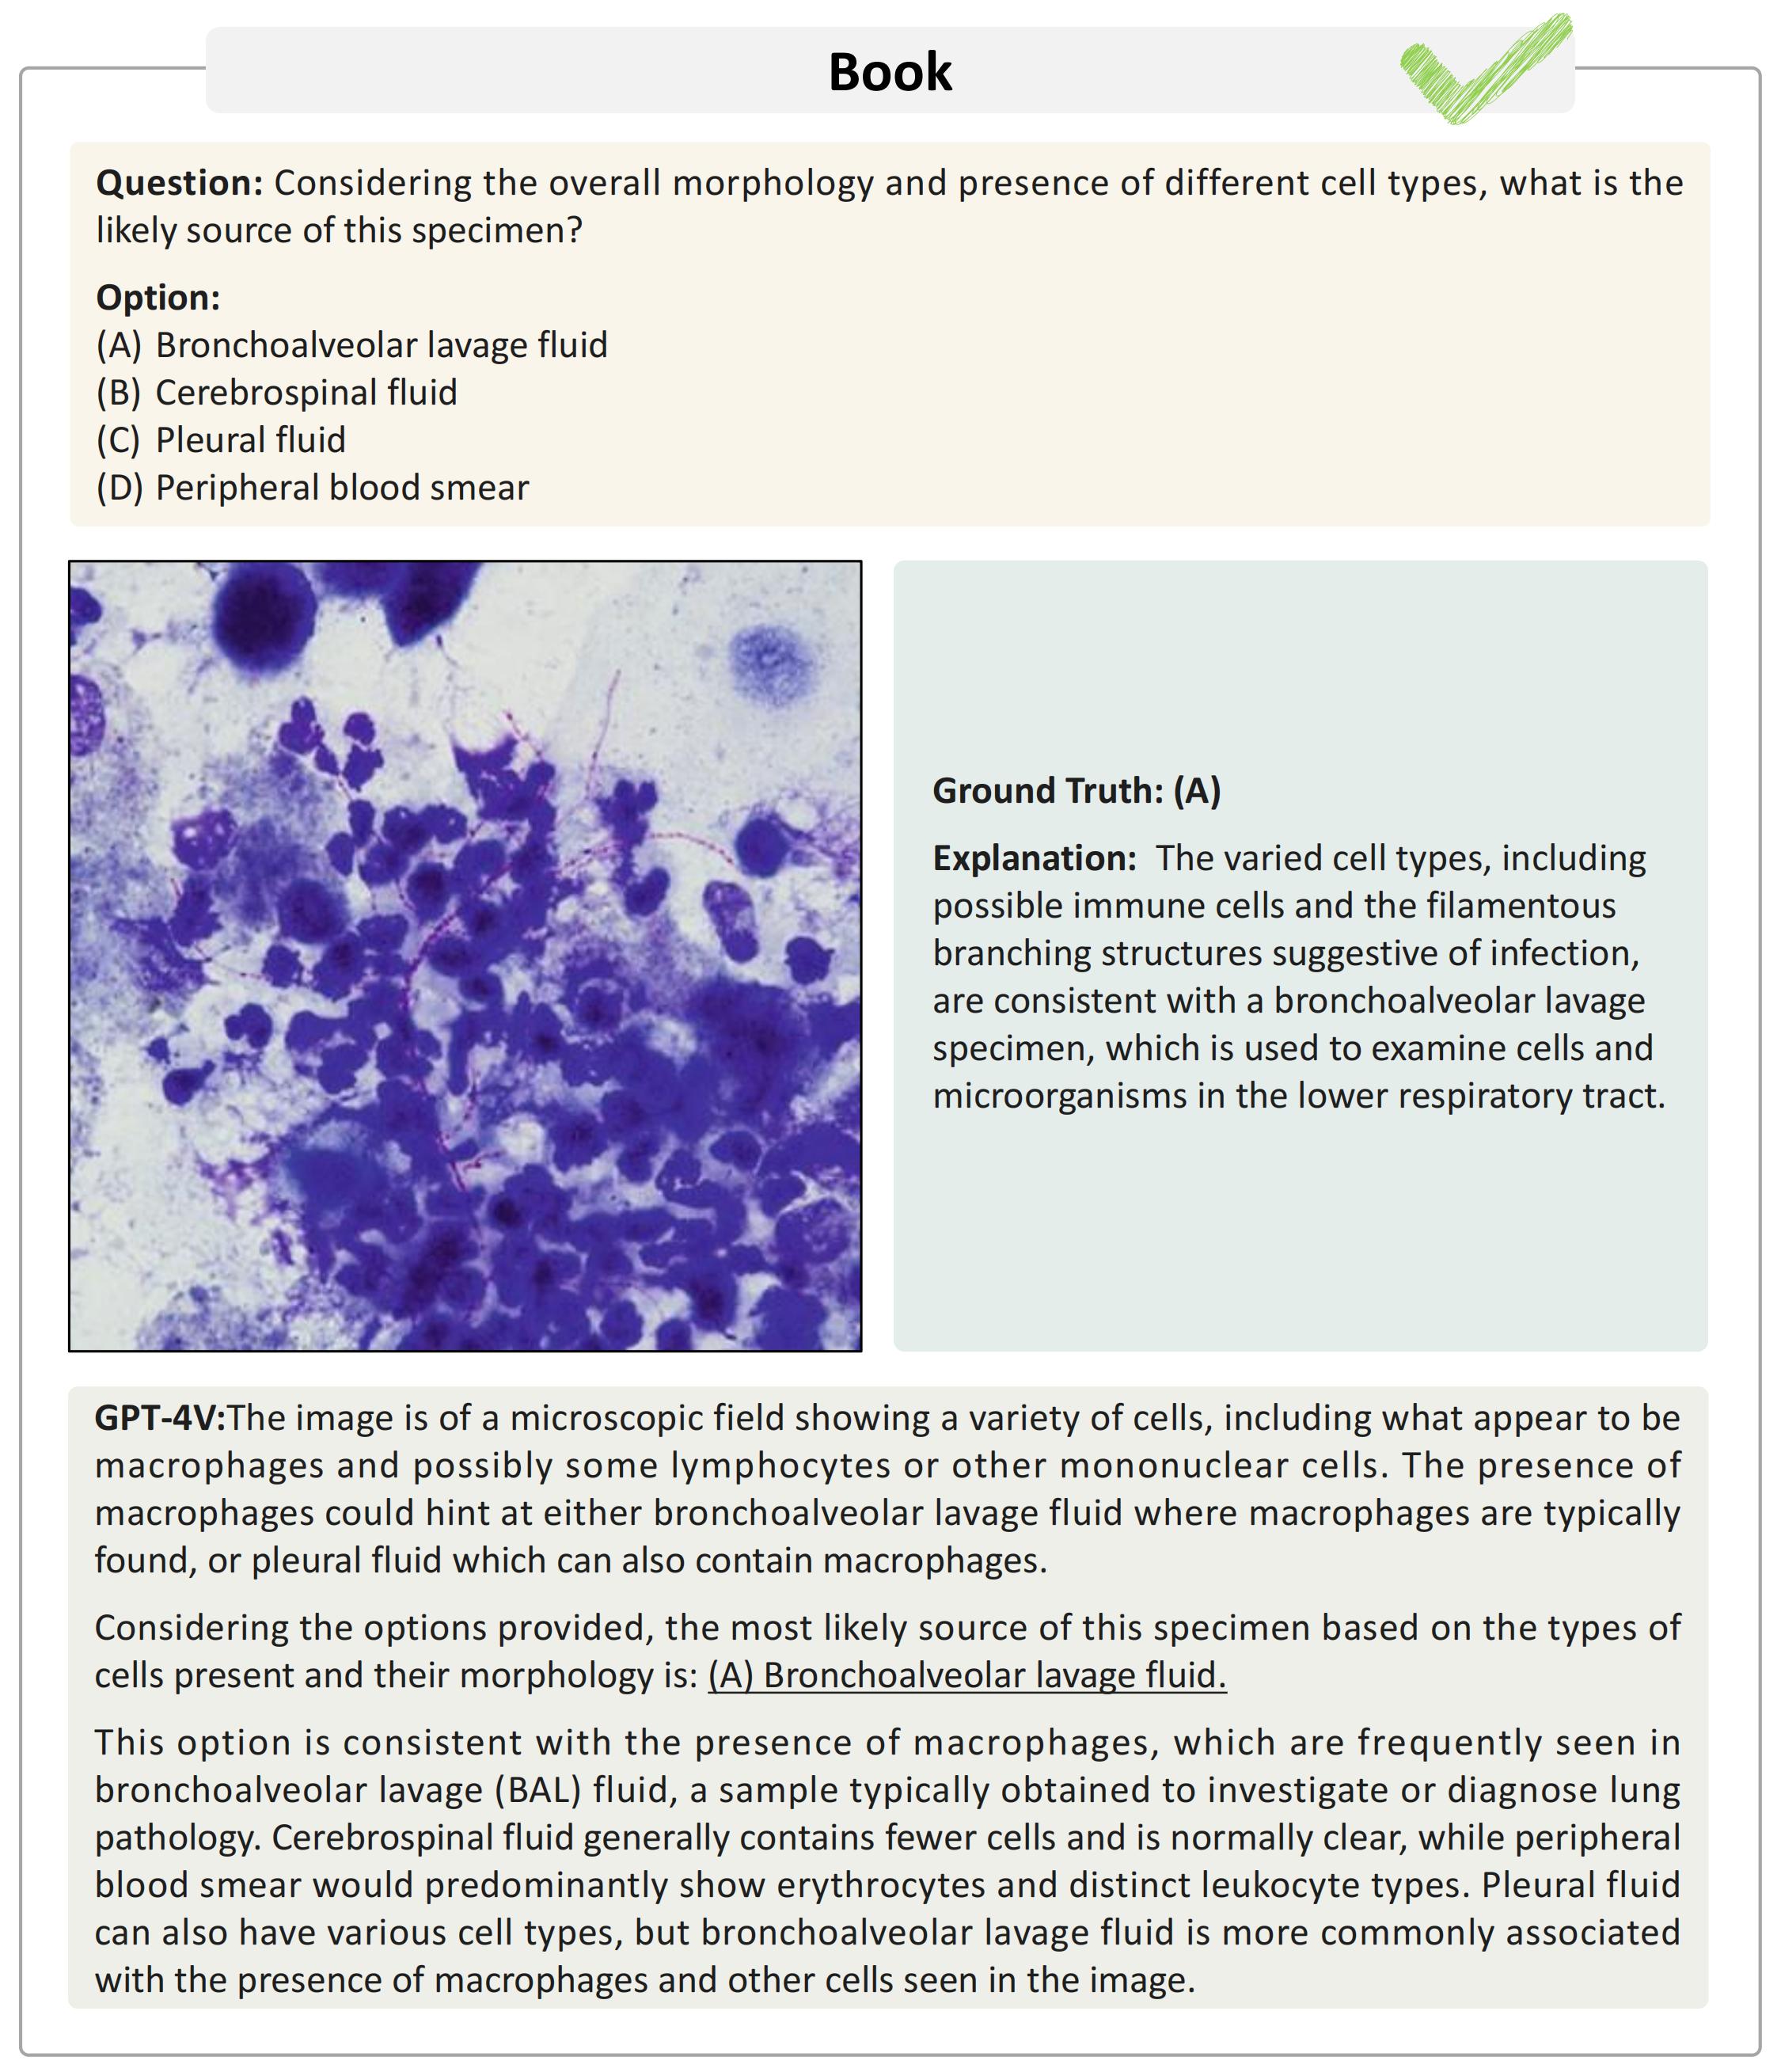 Book
Question: Considering the overall morphology and presence of different cell types, what is the
likely source of this specimen?
Option:
(A) Bronchoalveolar lavage fluid
(B) Cerebrospinal fluid
(C) Pleural fluid
(D) Peripheral blood smear
Ground Truth: (A)
Explanation: The varied cell types, including
possible immune cells and the filamentous
branching structures suggestive of infection,
are consistent with a bronchoalveolar lavage
specimen, which is used to examine cells and
microorganisms in the lower respiratory tract.
GPT-4V:The image is of a microscopic field showing a variety of cells, including what appear to be
macrophages and possibly some lymphocytes or other mononuclear cells. The presence of
macrophages could hint at either bronchoalveolar lavage fluid where macrophages are typically
found, or pleural fluid which can also contain macrophages.
Considering the options provided, the most likely source of this specimen based on the types of
cells present and their morphology is: (A) Bronchoalveolar lavage fluid.
This option is consistent with the presence of macrophages, which are frequently seen in
bronchoalveolar lavage (BAL) fluid, a sample typically obtained to investigate or diagnose lung
pathology. Cerebrospinal fluid generally contains fewer cells and is normally clear, while peripheral
blood smear would predominantly show erythrocytes and distinct leukocyte types. Pleural fluid
can also have various cell types, but bronchoalveolar lavage fluid is more commonly associated
with the presence of macrophages and other cells seen in the image.